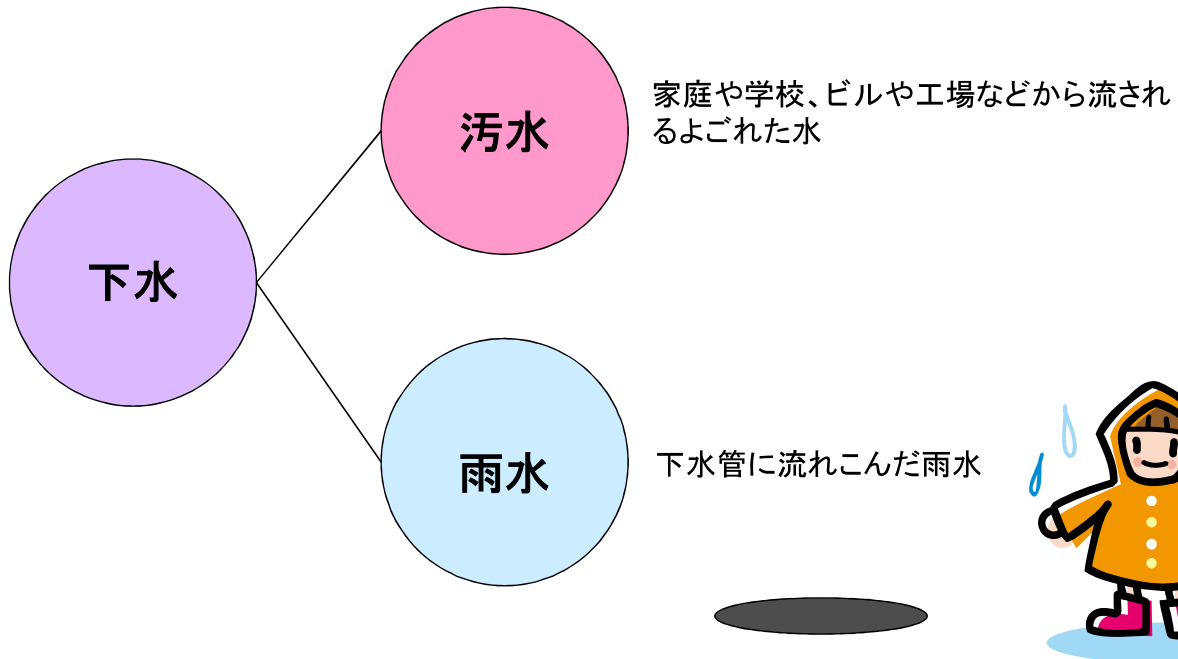 汚水
家庭や学校、ビルや工場などから流され
るよごれた水
下水
雨水
下水管に流れこんだ雨水